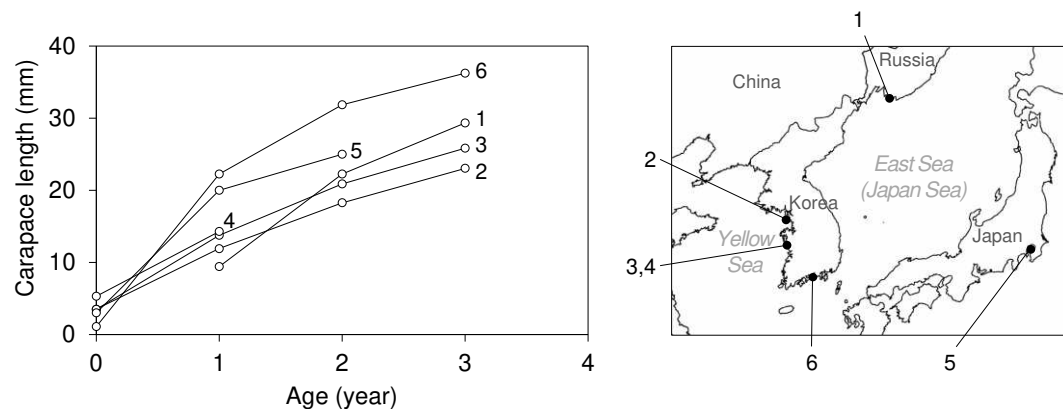 Carapace length (mm)
40
30
20
10
0
0
1
2
3
4
Age (year)
6
1
3
2
5
4
1
Russia
China
East Sea
(Japan Sea)
2
Korea
Yellow
Sea
Japan
3,4
6
5